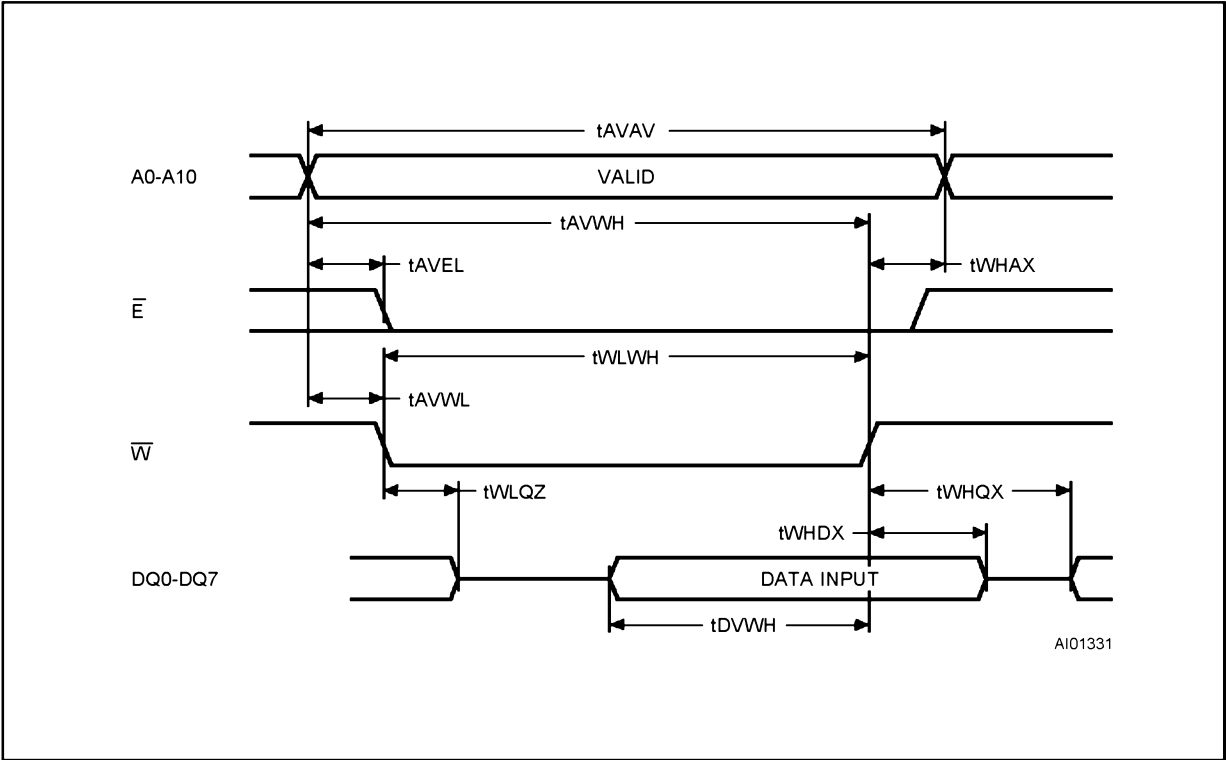 tAVAV
A0-A10 VALID
tAVWH
tAVEL tWHAX
E̅
tWLWH
tAVWL
W̅
tWLQZ tWHQX
tWHDX
DQ0-DQ7 DATA INPUT
tDVWH
AI01331